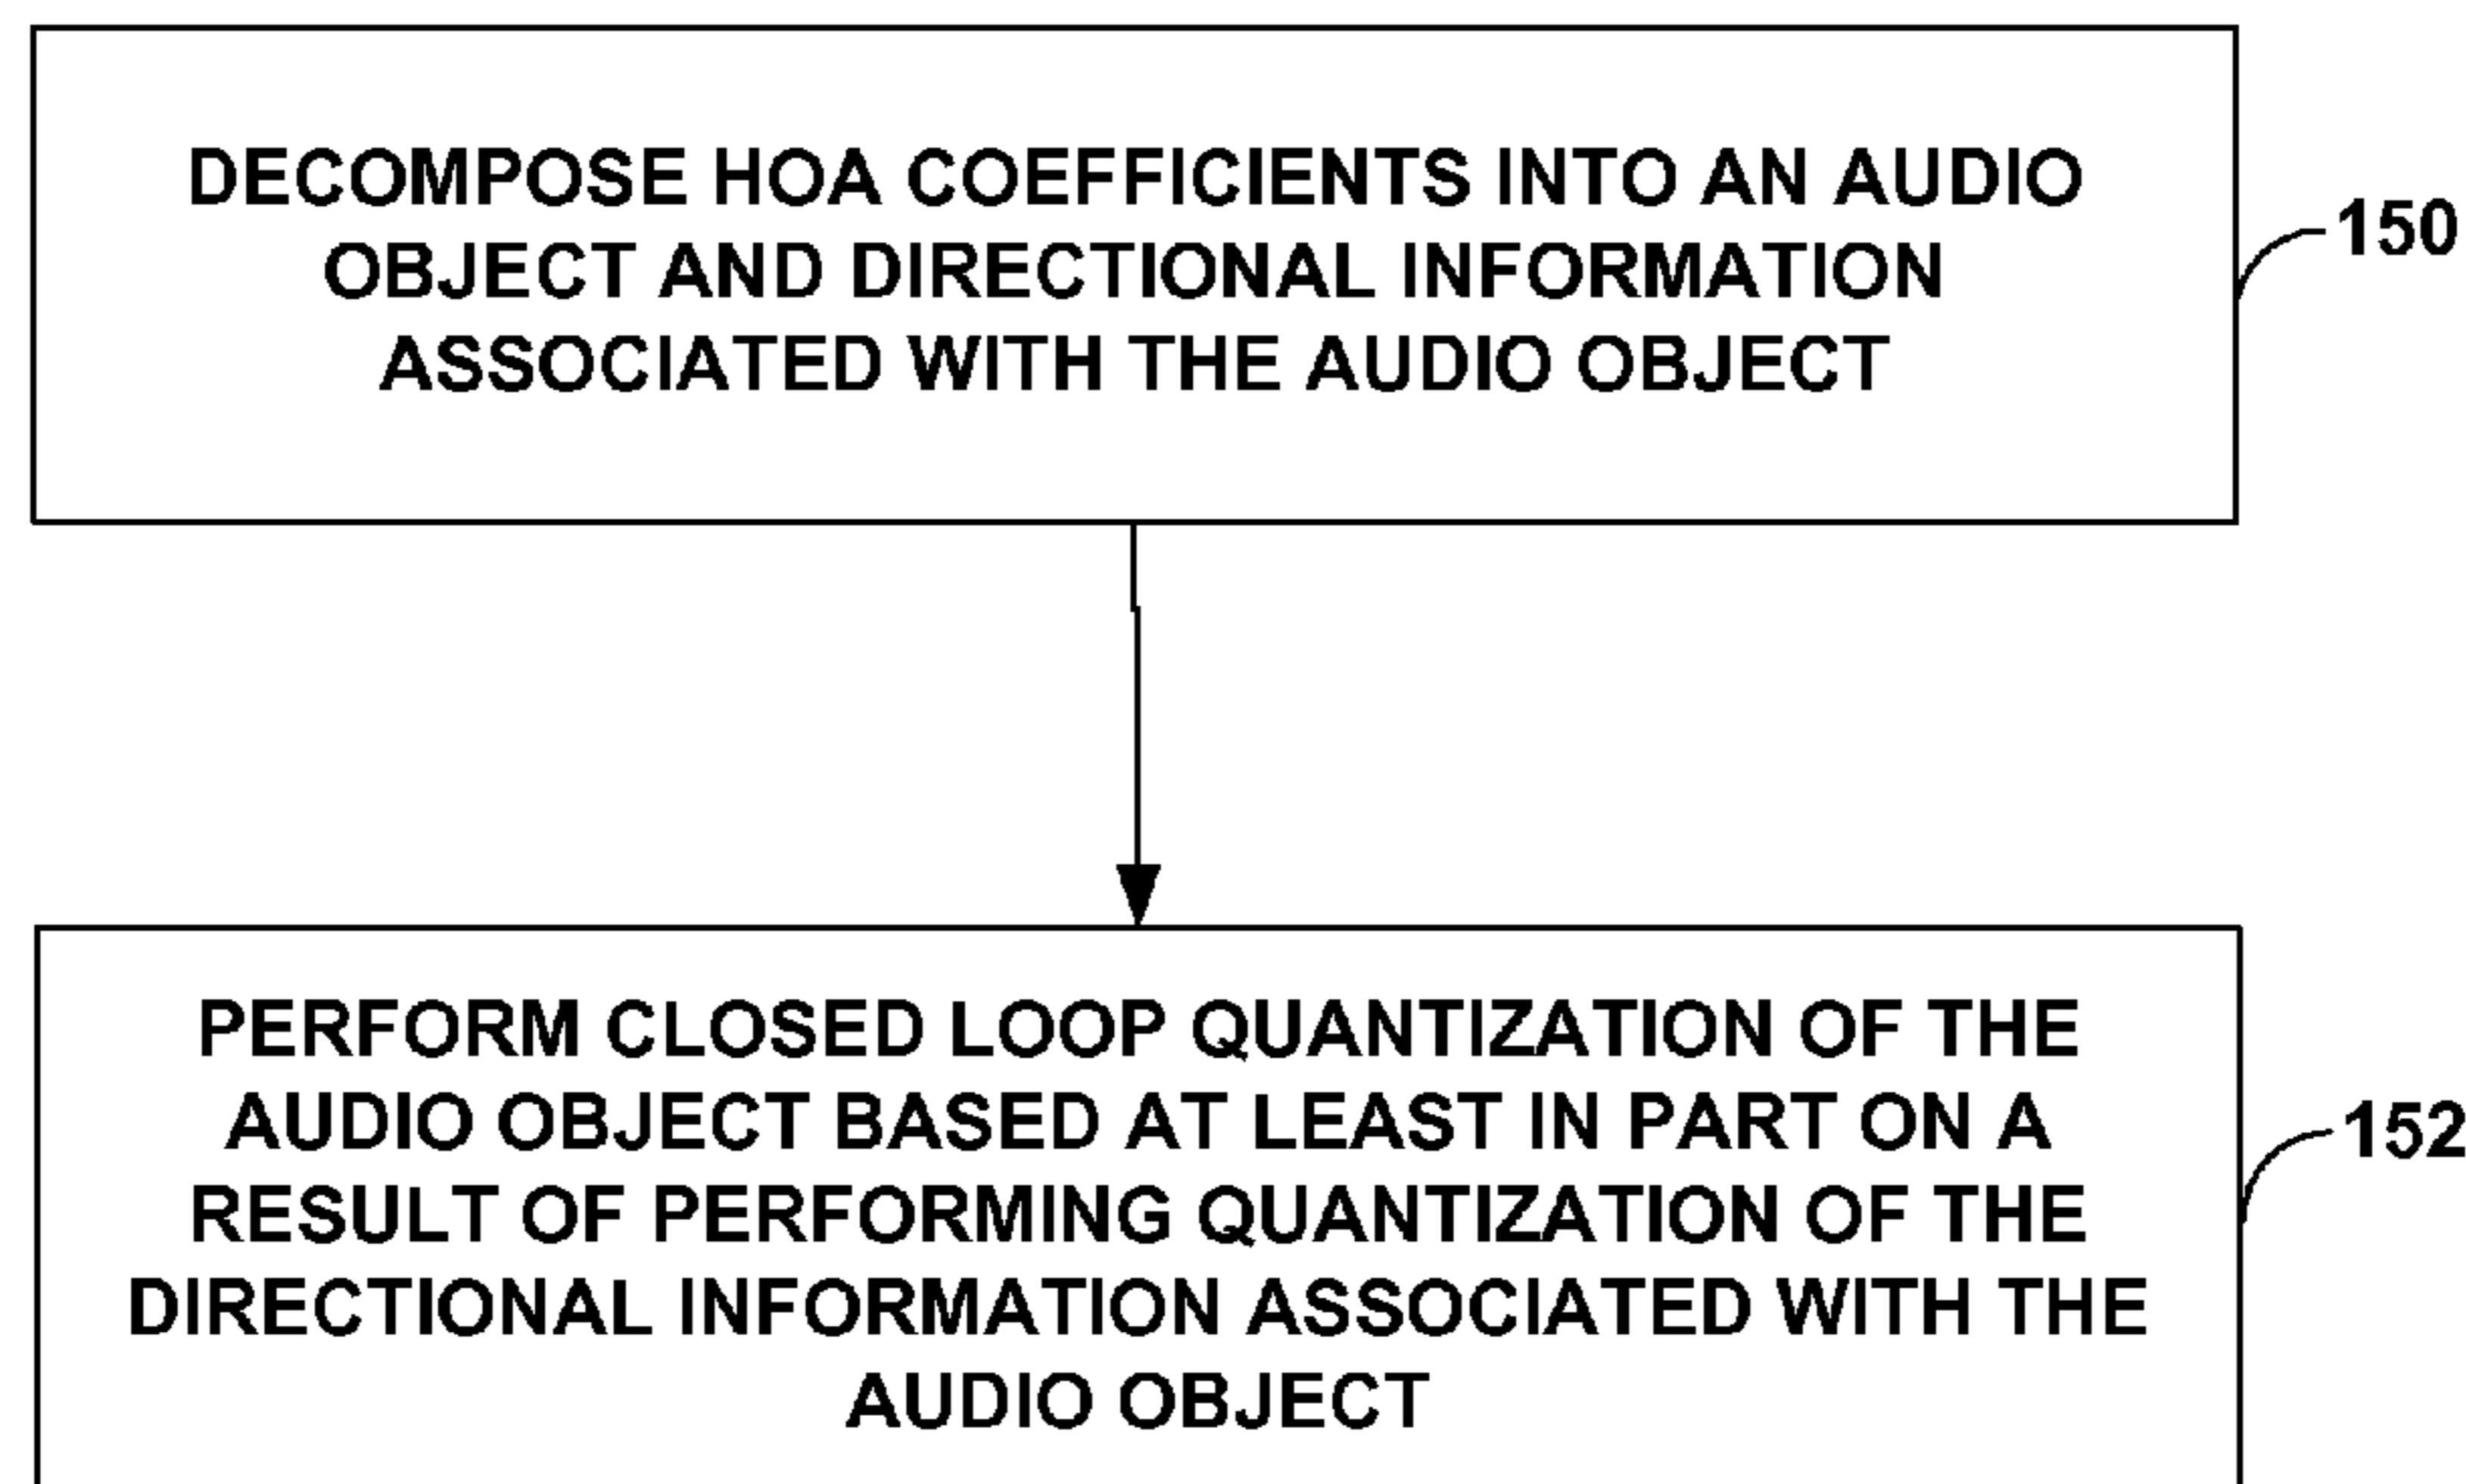 DECOMPOSE HOA COEFFICIENTS INTO AN AUDIO
OBJECT AND DIRECTIONAL INFORMATION
ASSOCIATED WITH THE AUDIO OBJECT
150
PERFORM CLOSED LOOP QUANTIZATION OF THE
AUDIO OBJECT BASED AT LEAST IN PART ON A
RESULT OF PERFORMING QUANTIZATION OF THE
DIRECTIONAL INFORMATION ASSOCIATED WITH THE
AUDIO OBJECT
152